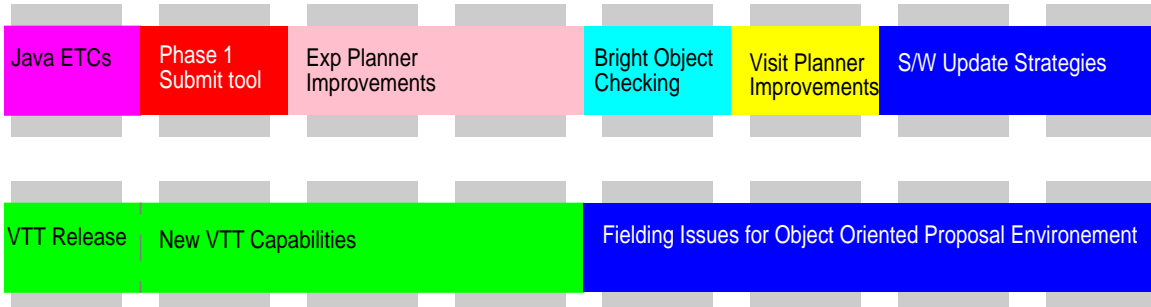 Java ETCs
Phase 1
Submit tool
Exp Planner
Improvements
Bright Object
Checking
Visit Planner
Improvements
S/W Update Strategies
VTT Release
New VTT Capabilities
Fielding Issues for Object Oriented Proposal Environement